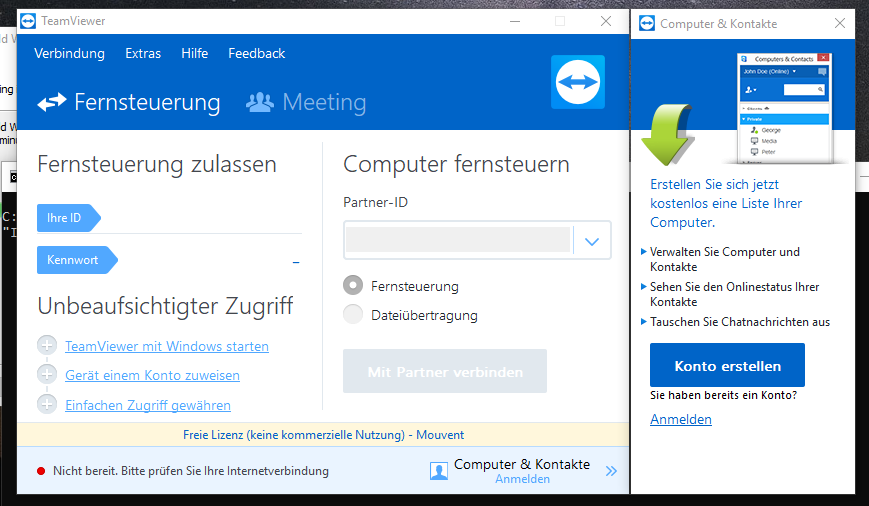 TeamViewer
Verbindung Extras Hilfe Feedback
Fernsteuerung
Meeting
Fernsteuerung zulassen
Ihre ID
Kennwort
–
Unbeaufsichtigter Zugriff
TeamViewer mit Windows starten
Gerät einem Konto zuweisen
Einfachen Zugriff gewähren
Computer fernsteuern
Partner-ID
Fernsteuerung
Dateiübertragung
Mit Partner verbinden
Freie Lizenz (keine kommerzielle Nutzung) - Mouvent
Nicht bereit. Bitte prüfen Sie Ihre Internetverbindung
Computer & Kontakte
Anmelden
Computer & Kontakte
Computers & Contacts
John Doe (Online)
Private
George
Media
Peter
Erstellen Sie sich jetzt
kostenlos eine Liste Ihrer
Computer.
Verwalten Sie Computer und
Kontakte
Sehen Sie den Onlinestatus Ihrer
Kontakte
Tauschen Sie Chatnachrichten aus
Konto erstellen
Sie haben bereits ein Konto?
Anmelden